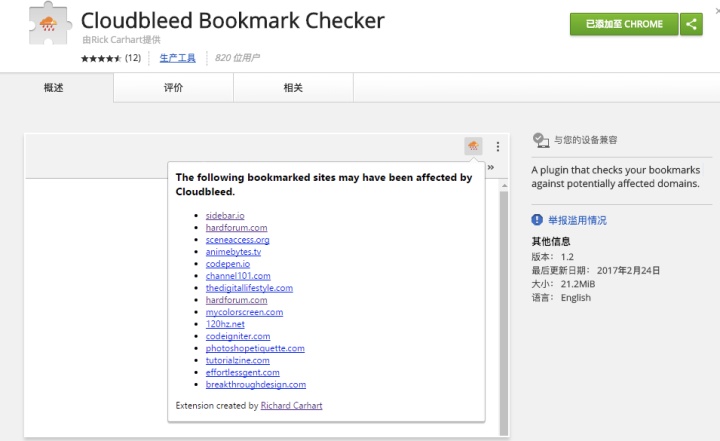 Cloudbleed Bookmark Checker
由Rick Carhart提供
(12)
生产工具
820 位用户
已添加至 CHROME
概述
评价
相关
»
The following bookmarked sites may have been affected by
Cloudbleed.
sidebar.io
hardforum.com
sceneaccess.org
animebytes.tv
codepen.io
channel101.com
thedigitallifestyle.com
hardforum.com
mycolorscreen.com
120hz.net
codeigniter.com
photoshopetiquette.com
tutorialzine.com
effortlessgent.com
breakthroughdesign.com
Extension created by Richard Carhart
与您的设备兼容
A plugin that checks your bookmarks
against potentially affected domains.
举报滥用情况
其他信息
版本： 1.2
最后更新日期： 2017年2月24日
大小： 21.2MiB
语言： English